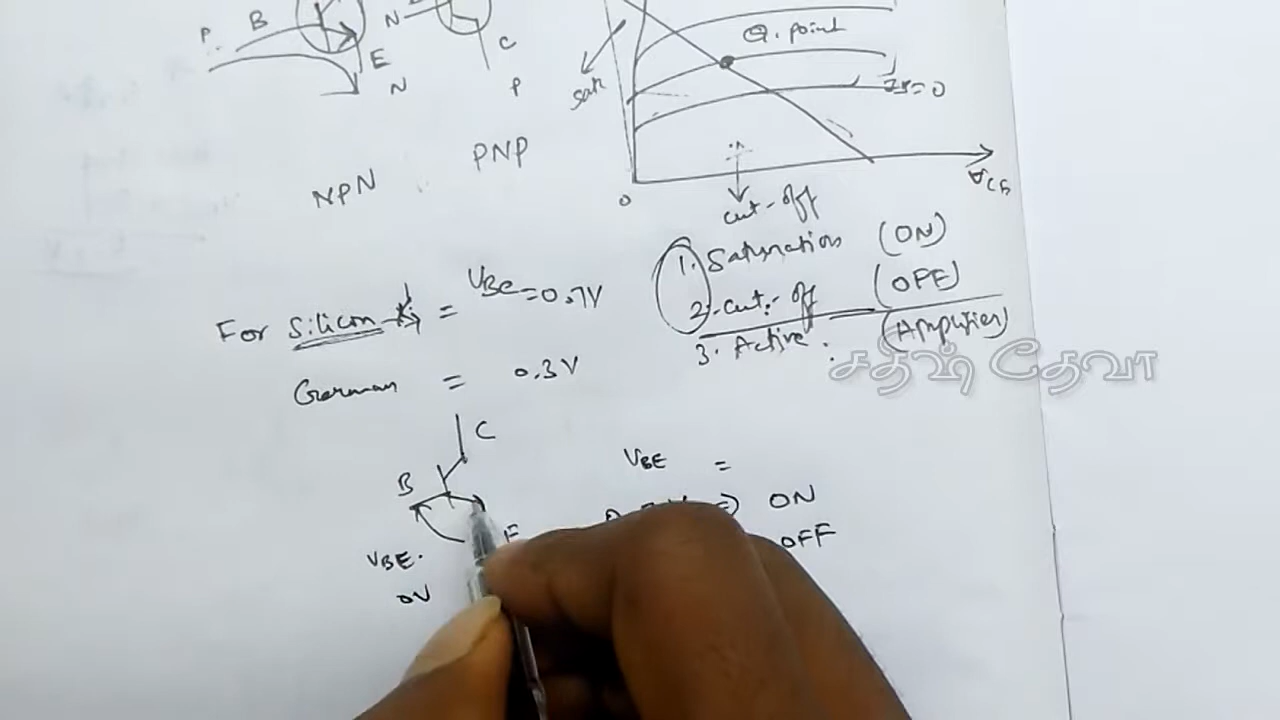 P B N
E C
N P
NPN PNP
Q. point
satu
IB=0
0
VCE
cut-off
1. Saturation (ON)
2. cut-off (OFF)
3. Active : (Amplifier)
சதிஷ் தேவா
For Silicon = VBE=0.7V
German = 0.3V
C
B
E
VBE.
0V
VBE =
ON
OFF